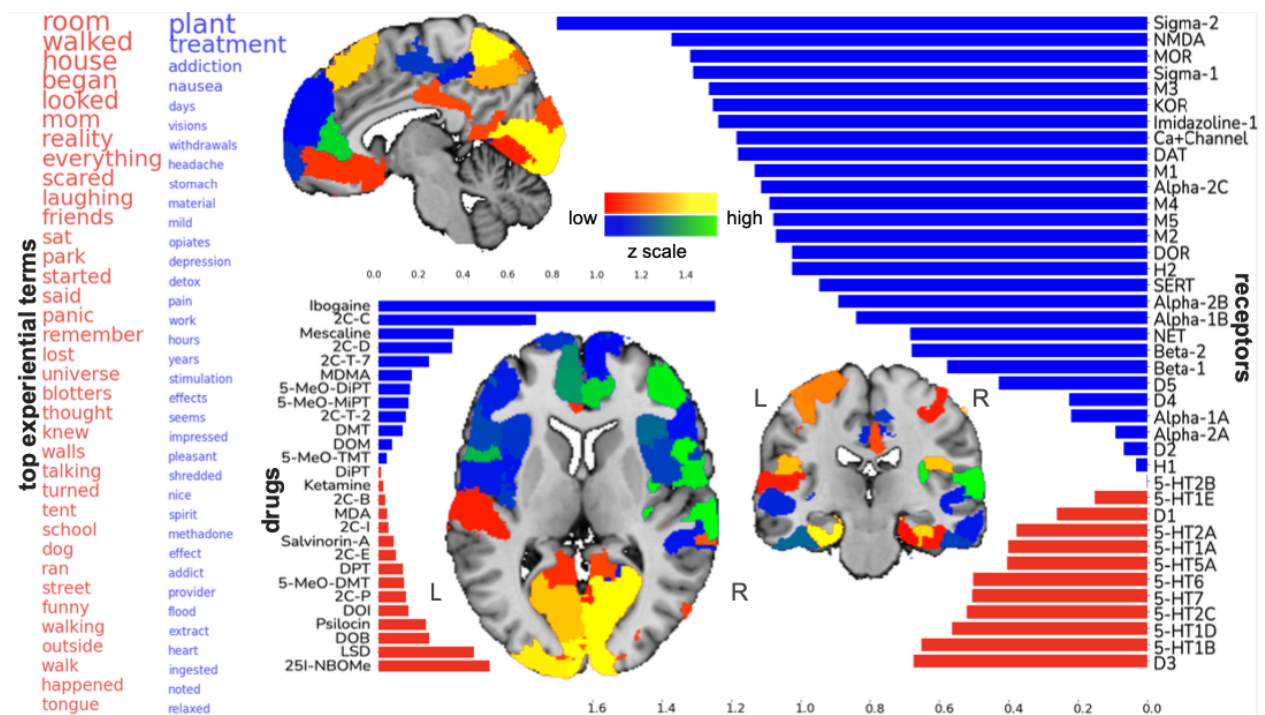 top experiential terms
room
walked
house
began
looked
mom
reality
everything
scared
laughing
friends
sat
park
started
said
panic
remember
lost
universe
blotters
thought
knew
walls
talking
turned
tent
school
dog
ran
street
funny
walking
outside
walk
happened
tongue
plant
treatment
addiction
nausea
days
visions
withdrawals
headache
stomach
material
mild
opiates
depression
detox
pain
work
hours
years
stimulation
effects
seems
impressed
pleasant
shredded
nice
spirit
methadone
effect
addict
provider
flood
extract
heart
ingested
noted
relaxed
low
high
z scale
0.0 0.2 0.4 0.6 0.8 1.0 1.2 1.4
drugs
Ibogaine
2C-C
Mescaline
2C-D
2C-T-7
MDMA
5-MeO-DiPT
5-MeO-MiPT
2C-T-2
DMT
DOM
5-MeO-TMT
DiPT
Ketamine
2C-B
MDA
2C-I
Salvinorin-A
2C-E
DPT
5-MeO-DMT
2C-P
DOI
Psilocin
DOB
LSD
25I-NBOMe
L
R
L
R
Sigma-2
NMDA
MOR
Sigma-1
M3
KOR
Imidazoline-1
Ca+Channel
DAT
M1
Alpha-2C
M4
M5
M2
DOR
H2
SERT
Alpha-2B
Alpha-1B
NET
Beta-2
Beta-1
D5
D4
Alpha-1A
Alpha-2A
D2
H1
5-HT2B
5-HT1E
D1
5-HT2A
5-HT1A
5-HT5A
5-HT6
5-HT7
5-HT2C
5-HT1D
5-HT1B
D3
receptors
1.6 1.4 1.2 1.0 0.8 0.6 0.4 0.2 0.0